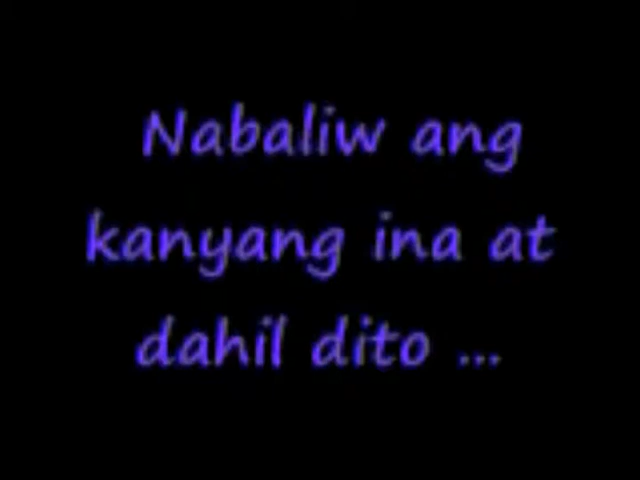 Nabaliw ang
kanyang ina at
dahil dito ...